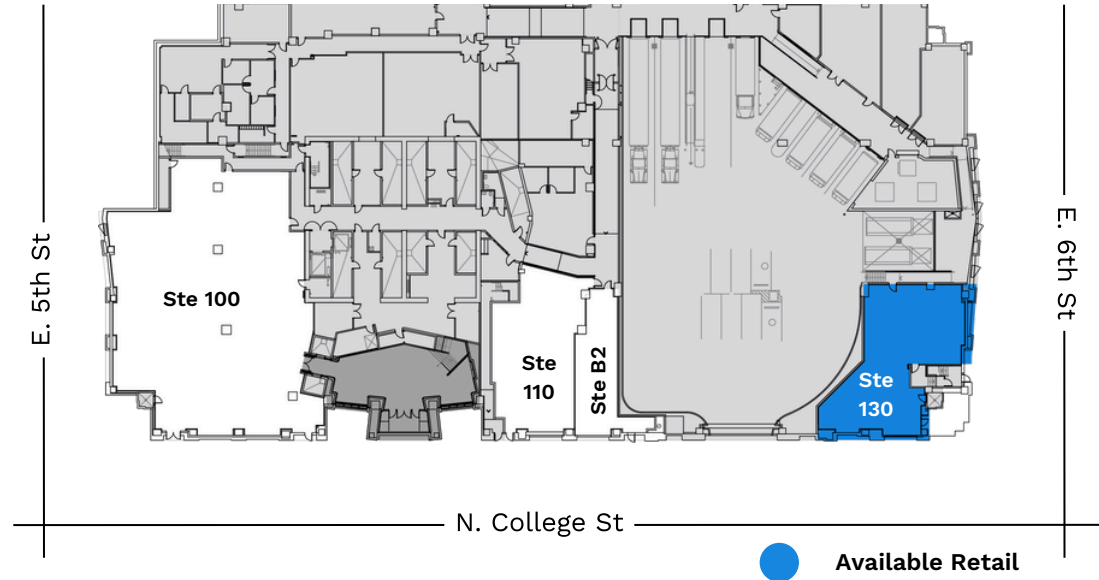 E. 5th St
E. 6th St
Ste 100
Ste
110
Ste B2
Ste
130
N. College St
Available Retail